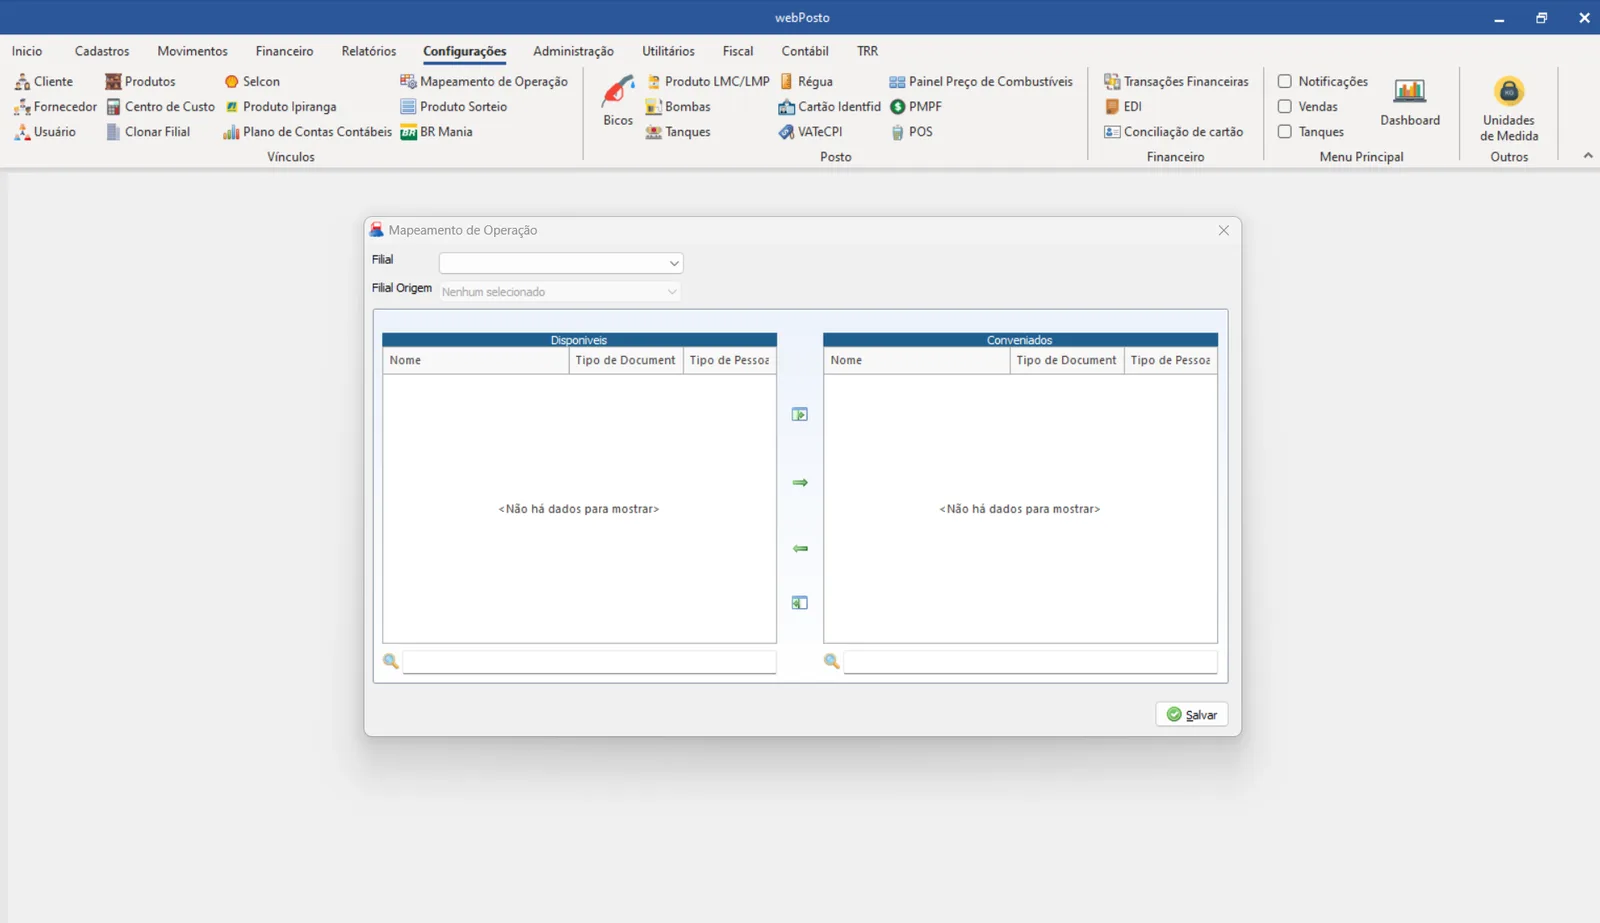 webPosto
Inicio Cadastros Movimentos Financeiro Relatórios Configurações Administração Utilitários Fiscal Contábil TRR
Cliente Produtos Selcon Mapeamento de Operação Produto LMC/LMP Régua Painel Preço de Combustíveis Transações Financeiras Notificações
Fornecedor Centro de Custo Produto Ipiranga Produto Sorteio Bombas Cartão Identfid PMPF EDI Vendas
Bicos Dashboard Unidades
Usuário Clonar Filial Plano de Contas Contábeis BR Mania Tanques VATeCPI POS Conciliação de cartão Tanques de Medida
Vínculos Posto Financeiro Menu Principal Outros
Mapeamento de Operação
Filial
Filial Origem Nenhum selecionado
Disponiveis Conveniados
Nome Tipo de Document Tipo de Pessoa Nome Tipo de Document Tipo de Pessoa
<Não há dados para mostrar> <Não há dados para mostrar>
Salvar